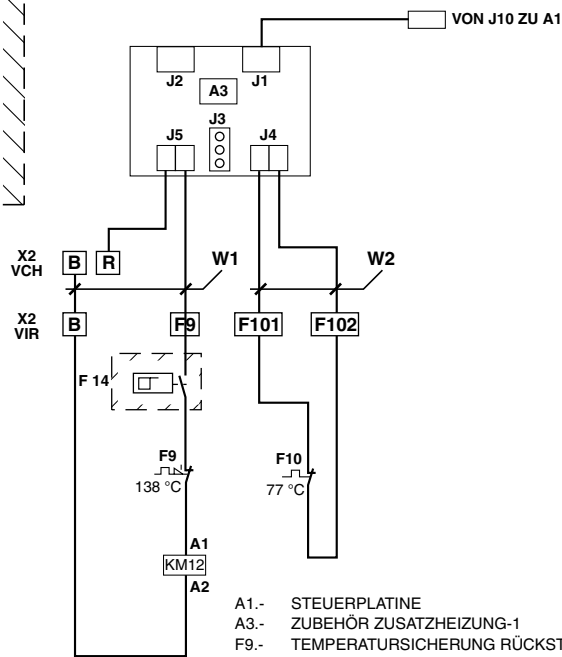 VON J10 ZU A1
J2 J1
A3
J3
J5 J4
X2 VCH B R W1 W2
X2 VIR B F9 F101 F102
F 14
F9 F10
138 °C 77 °C
A1
KM12
A2
A1.- STEUERPLATINE
A3.- ZUBEHÖR ZUSATZHEIZUNG-1
F9.- TEMPERATURSICHERUNG RÜCKST